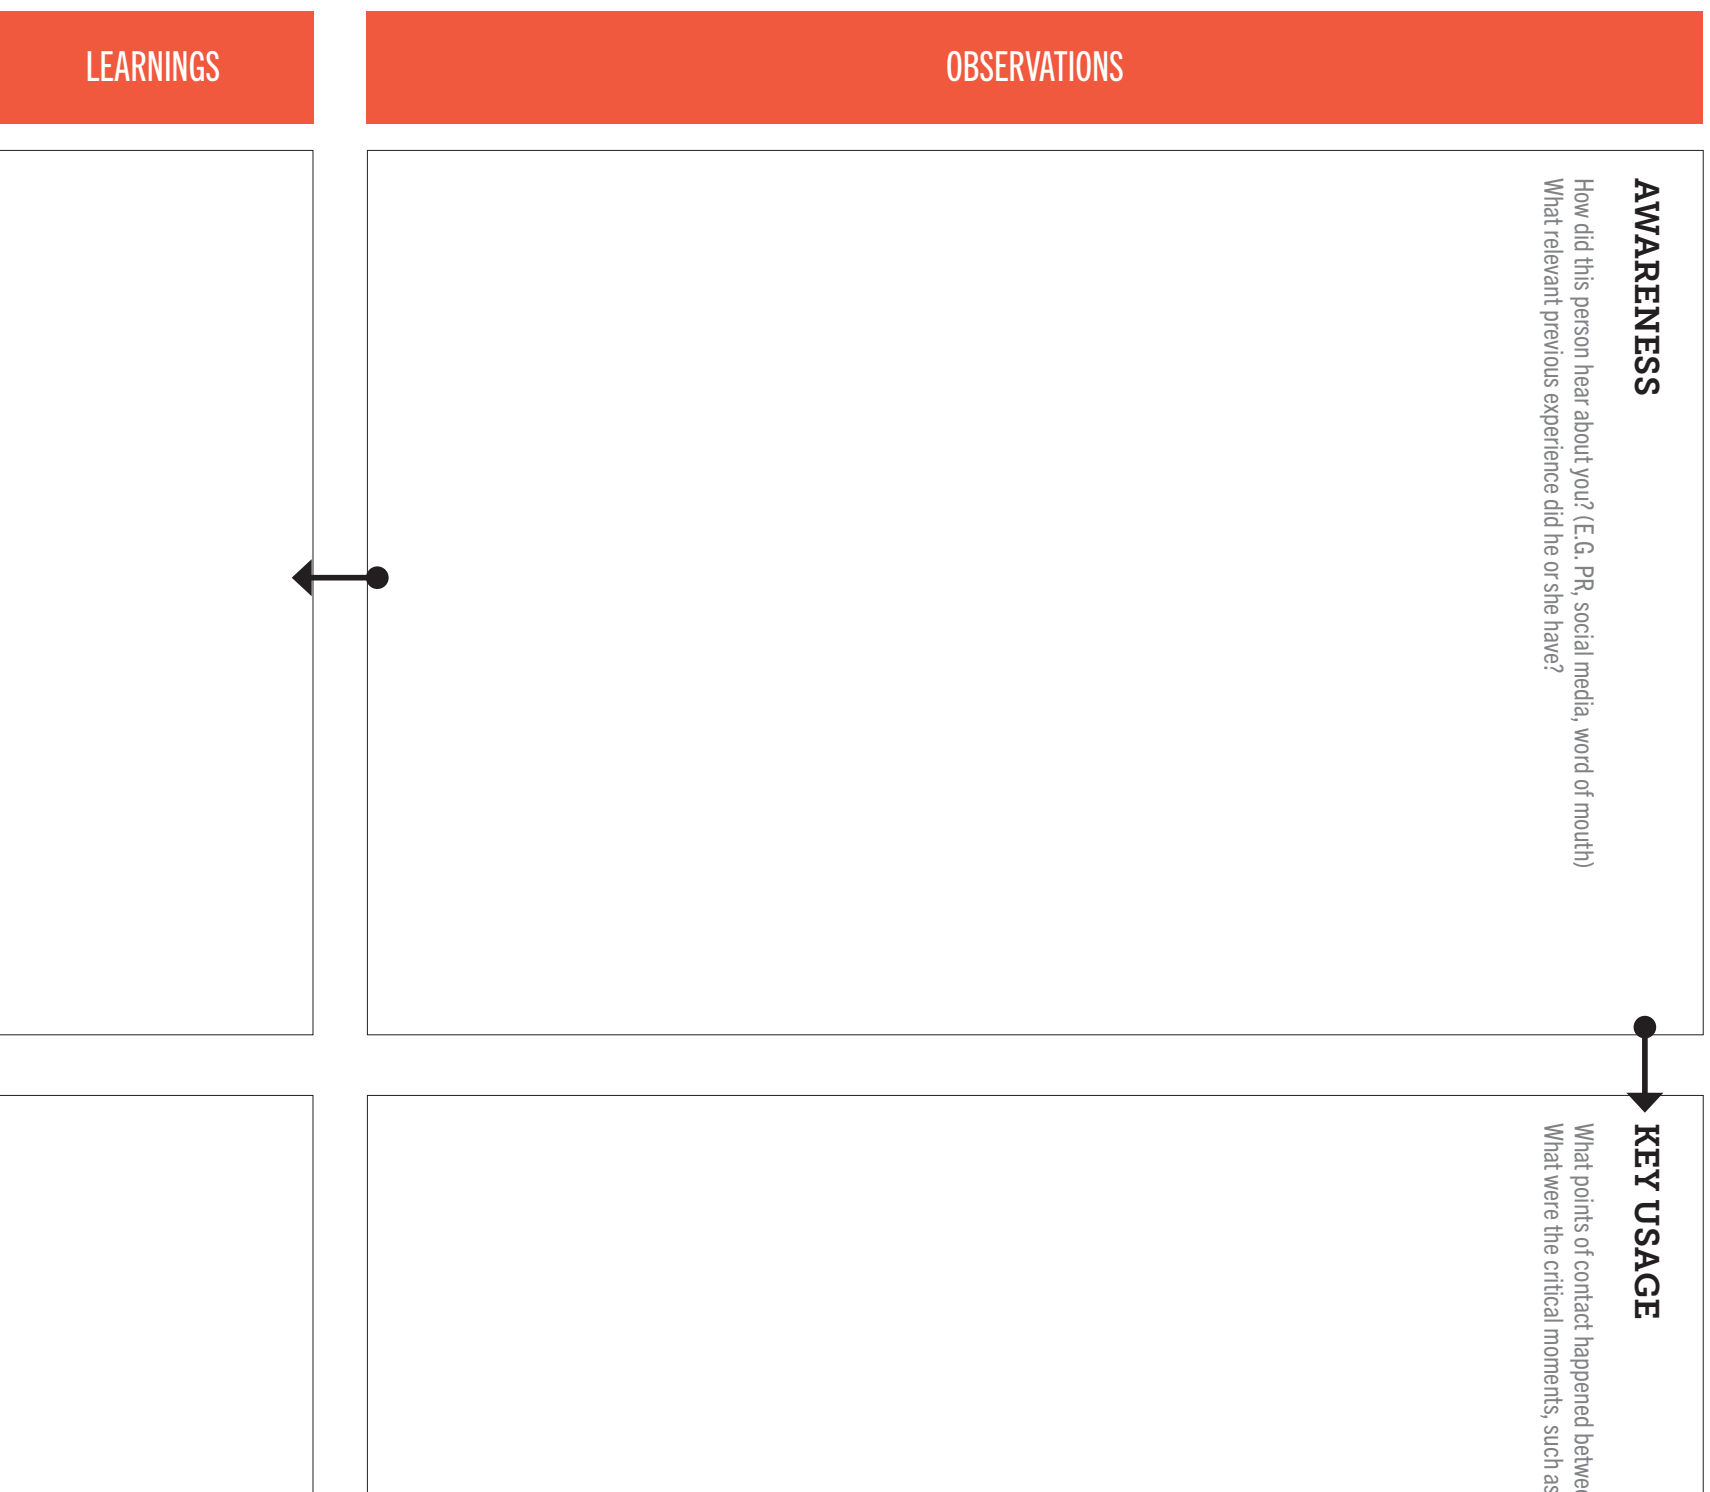 LEARNINGS
OBSERVATIONS
AWARENESS
How did this person hear about you? (E.G. PR, social media, word of mouth)
What relevant previous experience did he or she have?
KEY USAGE
What points of contact happened
What were the critical moments, such as